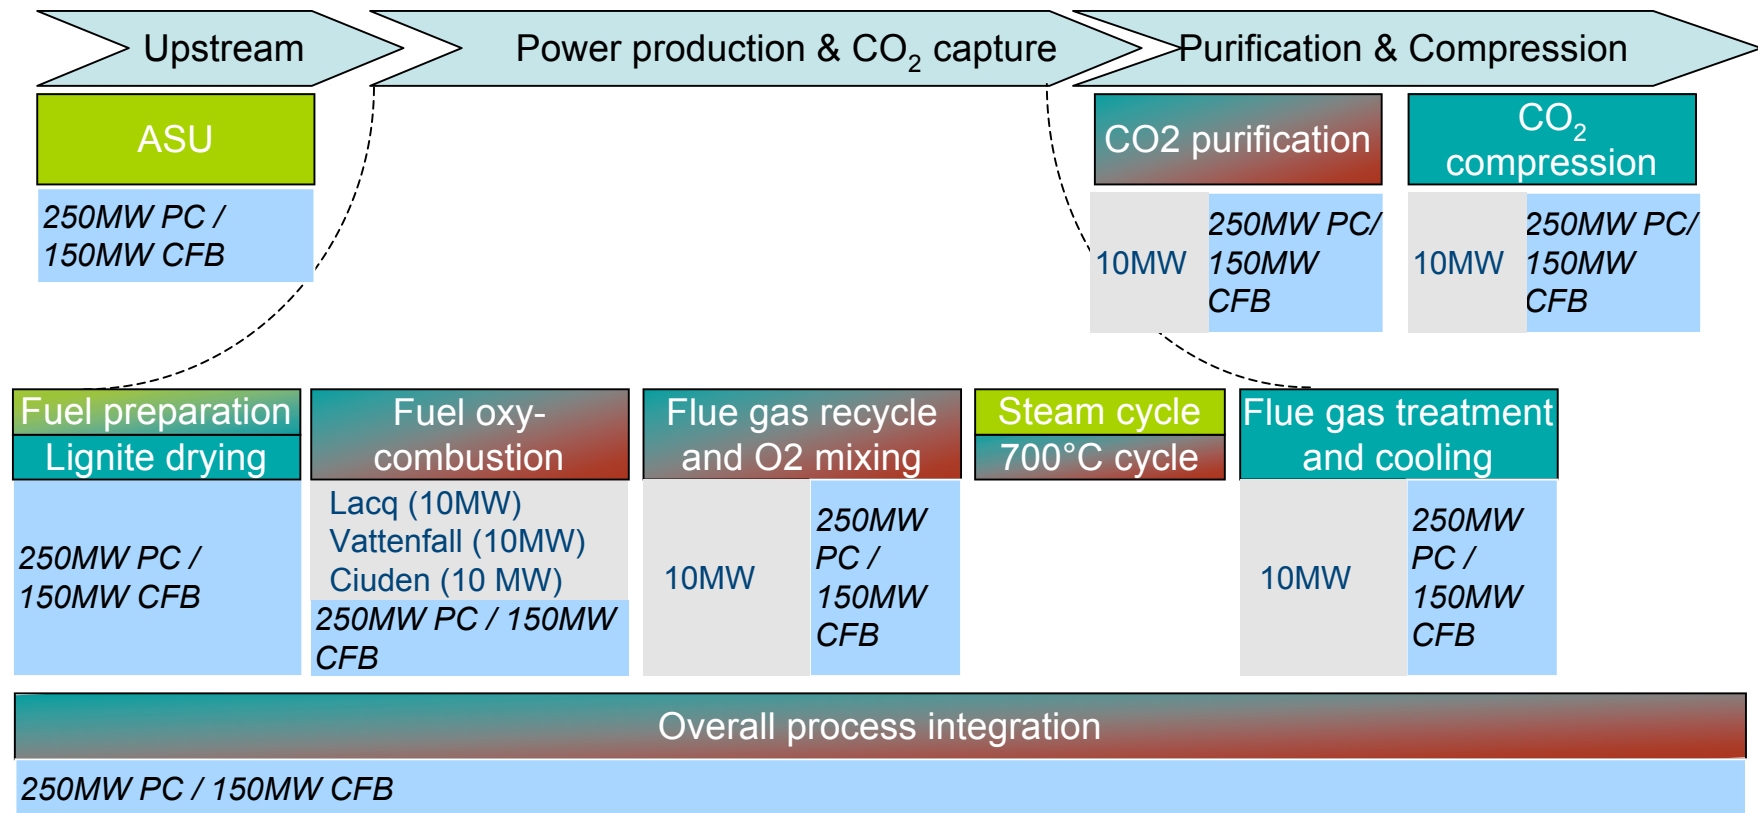 Upstream
Power production & CO₂ capture
Purification & Compression
ASU
250MW PC /
150MW CFB
CO2 purification
10MW
250MW PC/
150MW
CFB
CO₂
compression
10MW
250MW PC/
150MW
CFB
Fuel preparation
Lignite drying
250MW PC /
150MW CFB
Fuel oxy-
combustion
Lacq (10MW)
Vattenfall (10MW)
Ciuden (10 MW)
250MW PC / 150MW
CFB
Flue gas recycle
and O2 mixing
10MW
250MW
PC /
150MW
CFB
Steam cycle
700°C cycle
Flue gas treatment
and cooling
10MW
250MW
PC /
150MW
CFB
Overall process integration
250MW PC / 150MW CFB